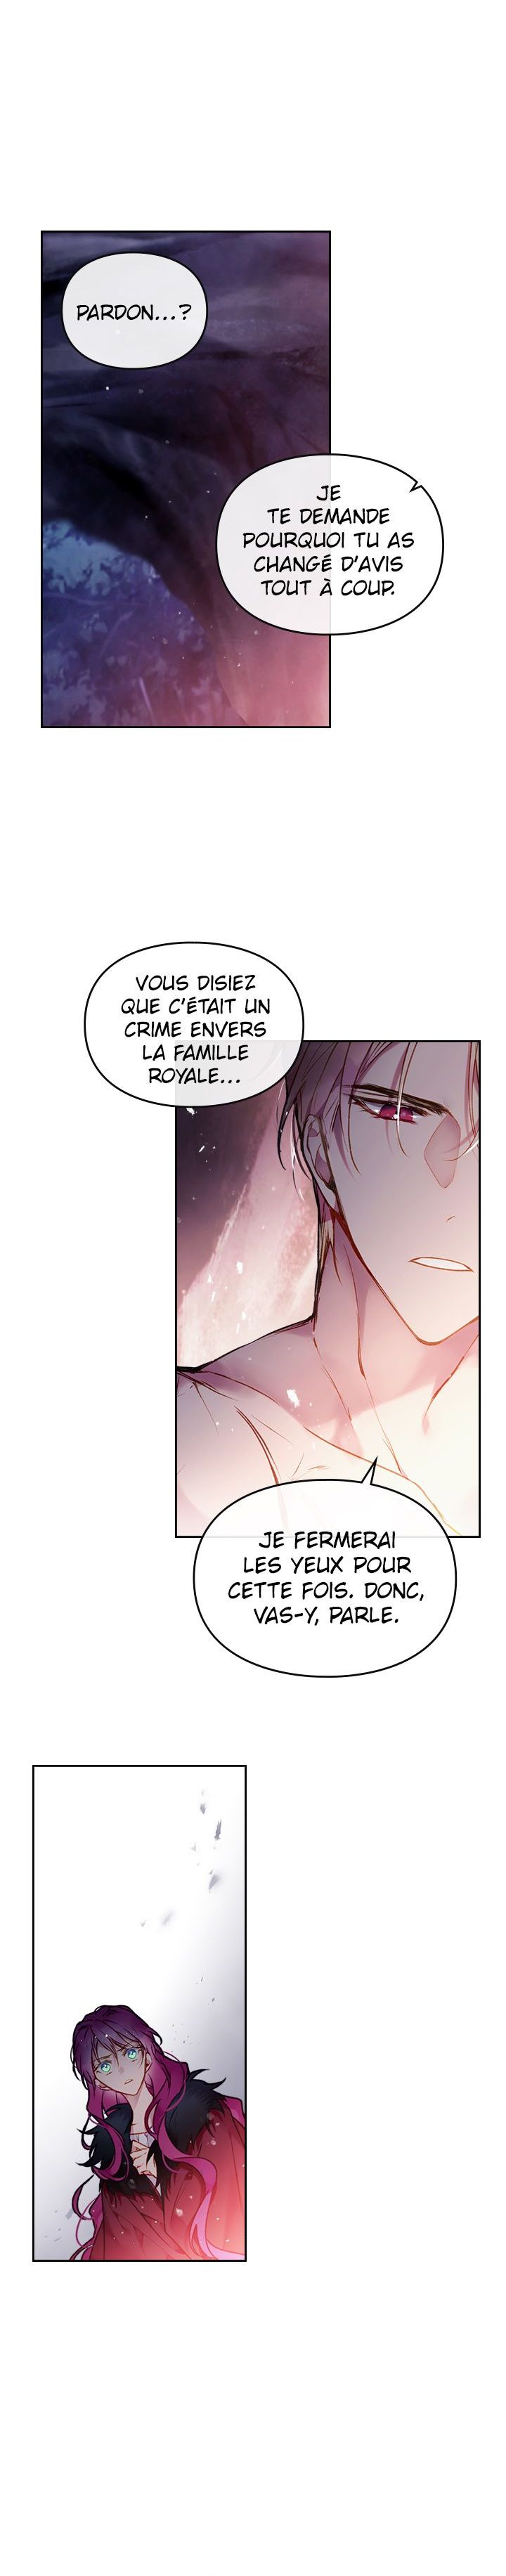 PARDON...?
JE
TE DEMANDE
POURQUOI TU AS
CHANGÉ D'AVIS
TOUT À COUP.
VOUS DISIEZ
QUE C'ÉTAIT UN
CRIME ENVERS
LA FAMILLE
ROYALE...
JE FERMERAI
LES YEUX POUR
CETTE FOIS. DONC,
VAS-Y, PARLE.